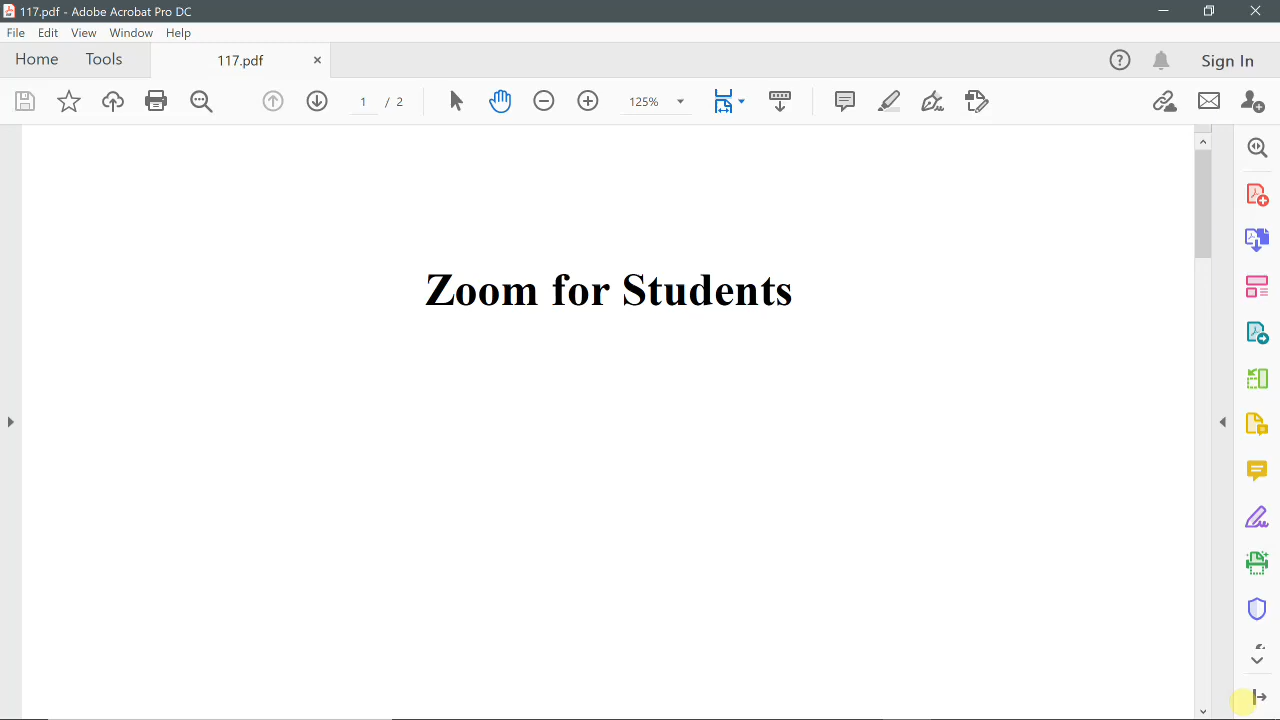 117.pdf - Adobe Acrobat Pro DC
File Edit View Window Help
Home Tools 117.pdf × ? Sign In
1 / 2 125%
Zoom for Students